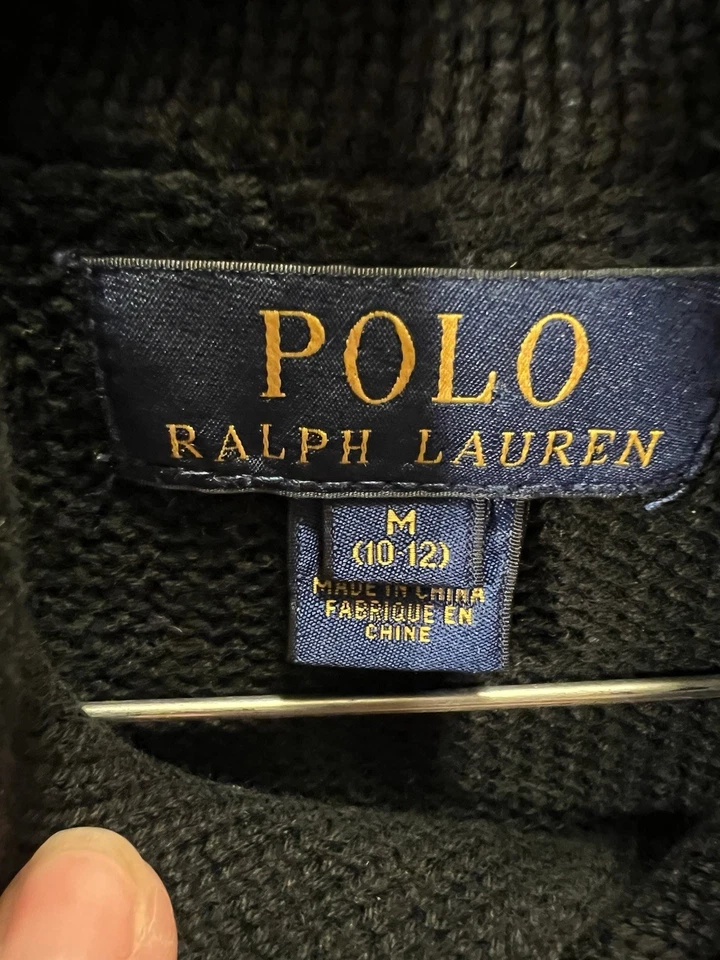 POLO
RALPH LAUREN
M
(10-12)
MADE IN CHINA
FABRIQUE EN
CHINE